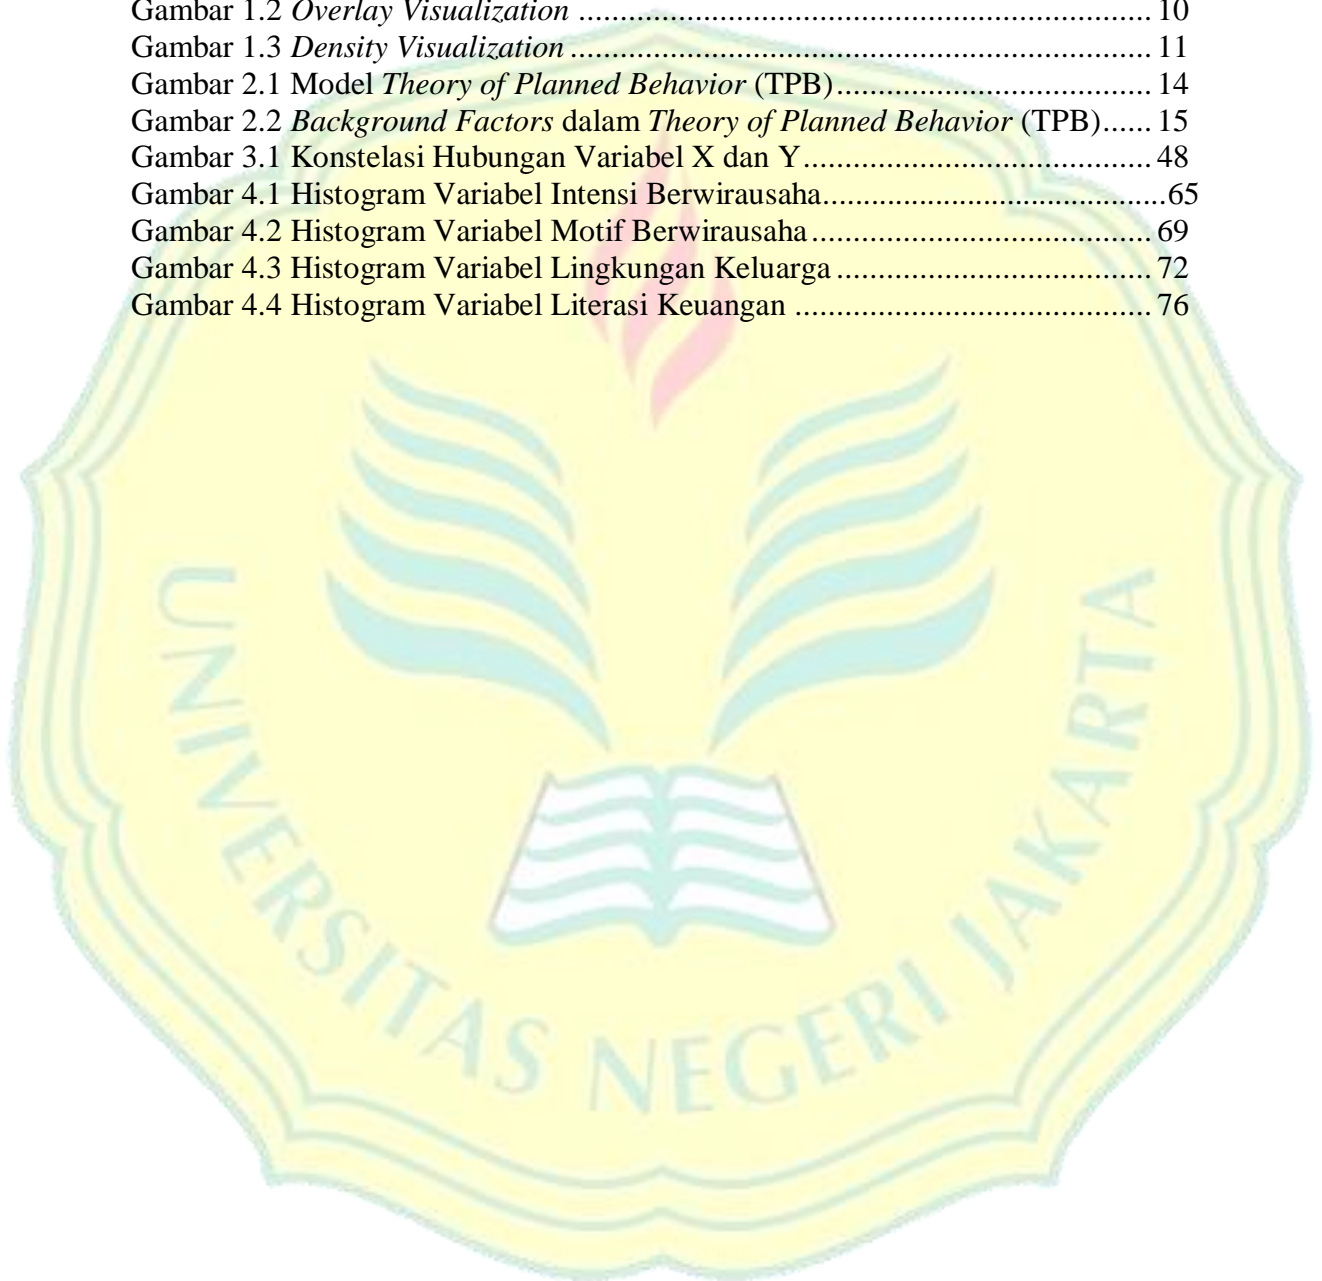 Gambar 1.2 Overlay Visualization ........................................................................ 10
Gambar 1.3 Density Visualization ......................................................................... 11
Gambar 2.1 Model Theory of Planned Behavior (TPB)........................................ 14
Gambar 2.2 Background Factors dalam Theory of Planned Behavior (TPB)...... 15
Gambar 3.1 Konstelasi Hubungan Variabel X dan Y............................................ 48
Gambar 4.1 Histogram Variabel Intensi Berwirausaha...........................................65
Gambar 4.2 Histogram Variabel Motif Berwirausaha ........................................... 69
Gambar 4.3 Histogram Variabel Lingkungan Keluarga ........................................ 72
Gambar 4.4 Histogram Variabel Literasi Keuangan ............................................. 76
UNIVERSITAS NEGERI JAKARTA